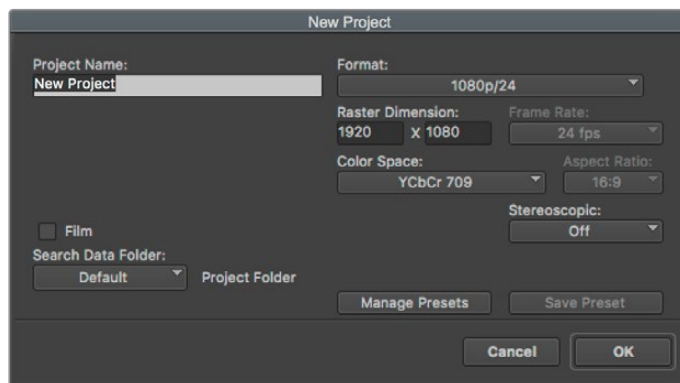 New Project
Project Name:
New Project
Format:
1080p/24
Raster Dimension:
Frame Rate:
1920 x 1080
24 fps
Color Space:
Aspect Ratio:
YCbCr 709
16:9
Stereoscopic:
Off
Film
Search Data Folder:
Default
Project Folder
Manage Presets
Save Preset
Cancel
OK